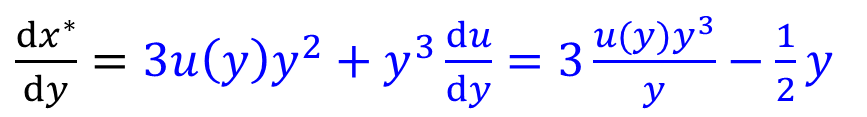 dx*/dy = 3u(y)y² + y³ du/dy = 3 u(y)y³/y − 1/2 y